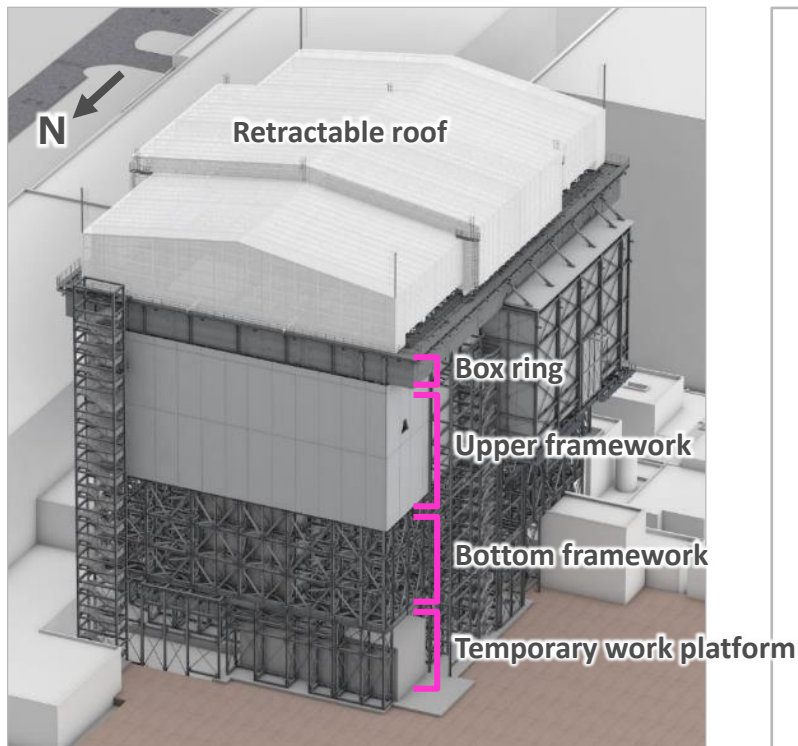 N
Retractable roof
Box ring
Upper framework
Bottom framework
Temporary work platform